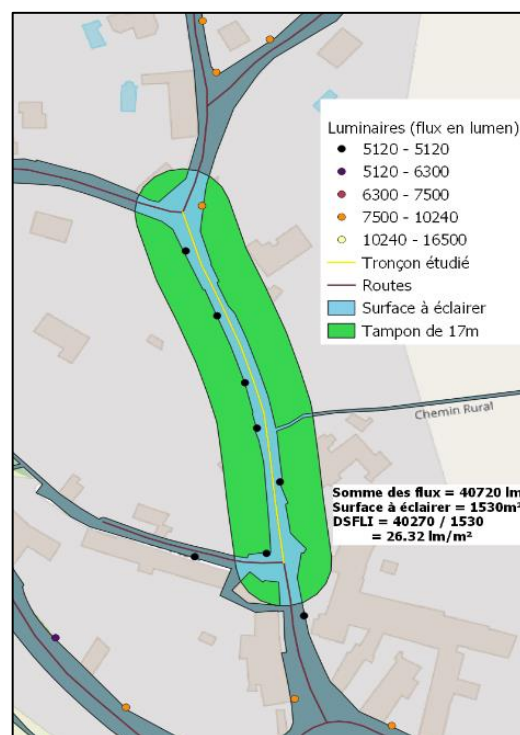 Luminaires (flux en lumen)
5120 - 5120
5120 - 6300
6300 - 7500
7500 - 10240
10240 - 16500
Tronçon étudié
Routes
Surface à éclairer
Tampon de 17m
Chemin Rural
Somme des flux = 40720 lm
Surface à éclairer = 1530m²
DSFLI = 40270 / 1530
= 26.32 lm/m²